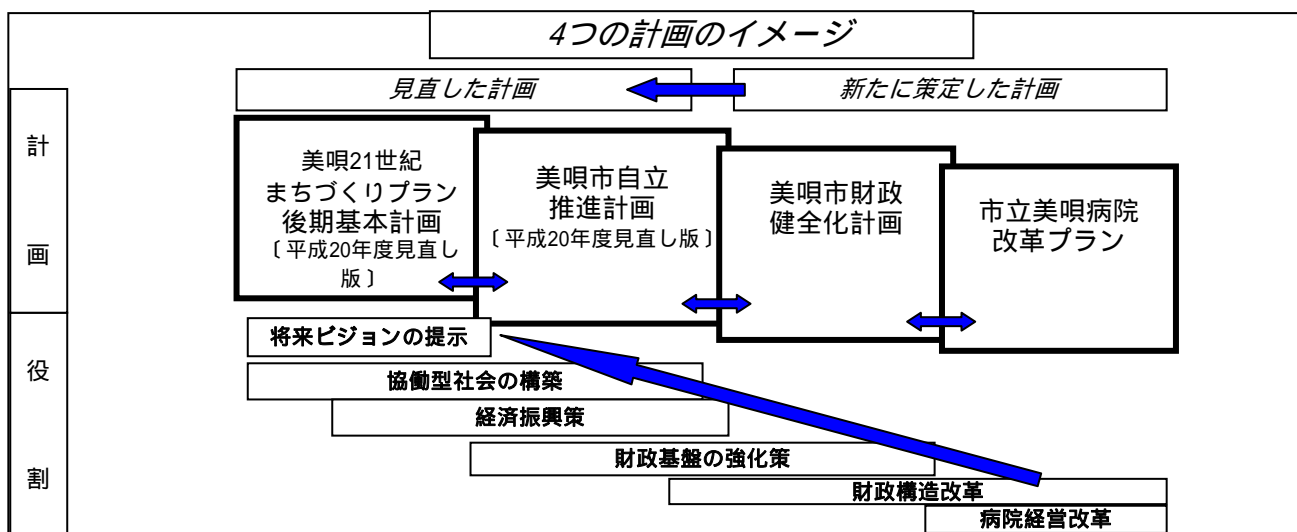 4つの計画のイメージ
見直した計画
新たに策定した計画
計
画
美唄21世紀
まちづくりプラン
後期基本計画
〔平成20年度見直し
版〕
美唄市自立
推進計画
〔平成20年度見直し版〕
美唄市財政
健全化計画
市立美唄病院
改革プラン
役
割
将来ビジョンの提示
協働型社会の構築
経済振興策
財政基盤の強化策
財政構造改革
病院経営改革